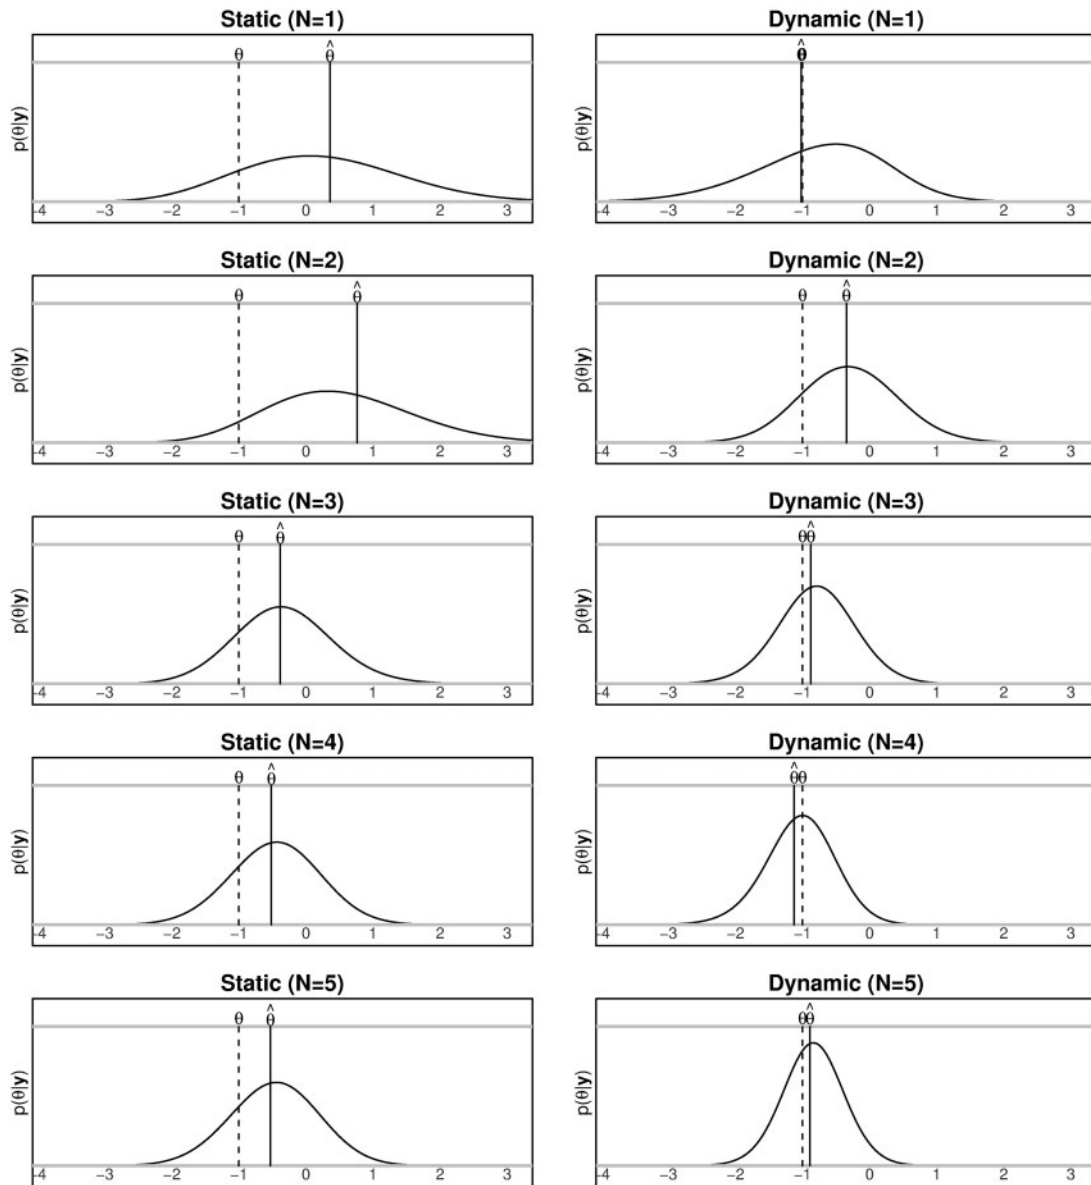 Static (N=1)
θ θ̂
p(θ|y)
-4 −3 −2 −1 0 1 2 3
Dynamic (N=1)
θ̂ θ
p(θ|y)
-4 −3 −2 −1 0 1 2 3
Static (N=2)
θ θ̂
p(θ|y)
-4 −3 −2 −1 0 1 2 3
Dynamic (N=2)
θ θ̂
p(θ|y)
-4 −3 −2 −1 0 1 2 3
Static (N=3)
θ θ̂
p(θ|y)
-4 −3 −2 −1 0 1 2 3
Dynamic (N=3)
θ θ̂
p(θ|y)
-4 −3 −2 −1 0 1 2 3
Static (N=4)
θ θ̂
p(θ|y)
-4 −3 −2 −1 0 1 2 3
Dynamic (N=4)
θ̂ θ
p(θ|y)
-4 −3 −2 −1 0 1 2 3
Static (N=5)
θ θ̂
p(θ|y)
-4 −3 −2 −1 0 1 2 3
Dynamic (N=5)
θ θ̂
p(θ|y)
-4 −3 −2 −1 0 1 2 3